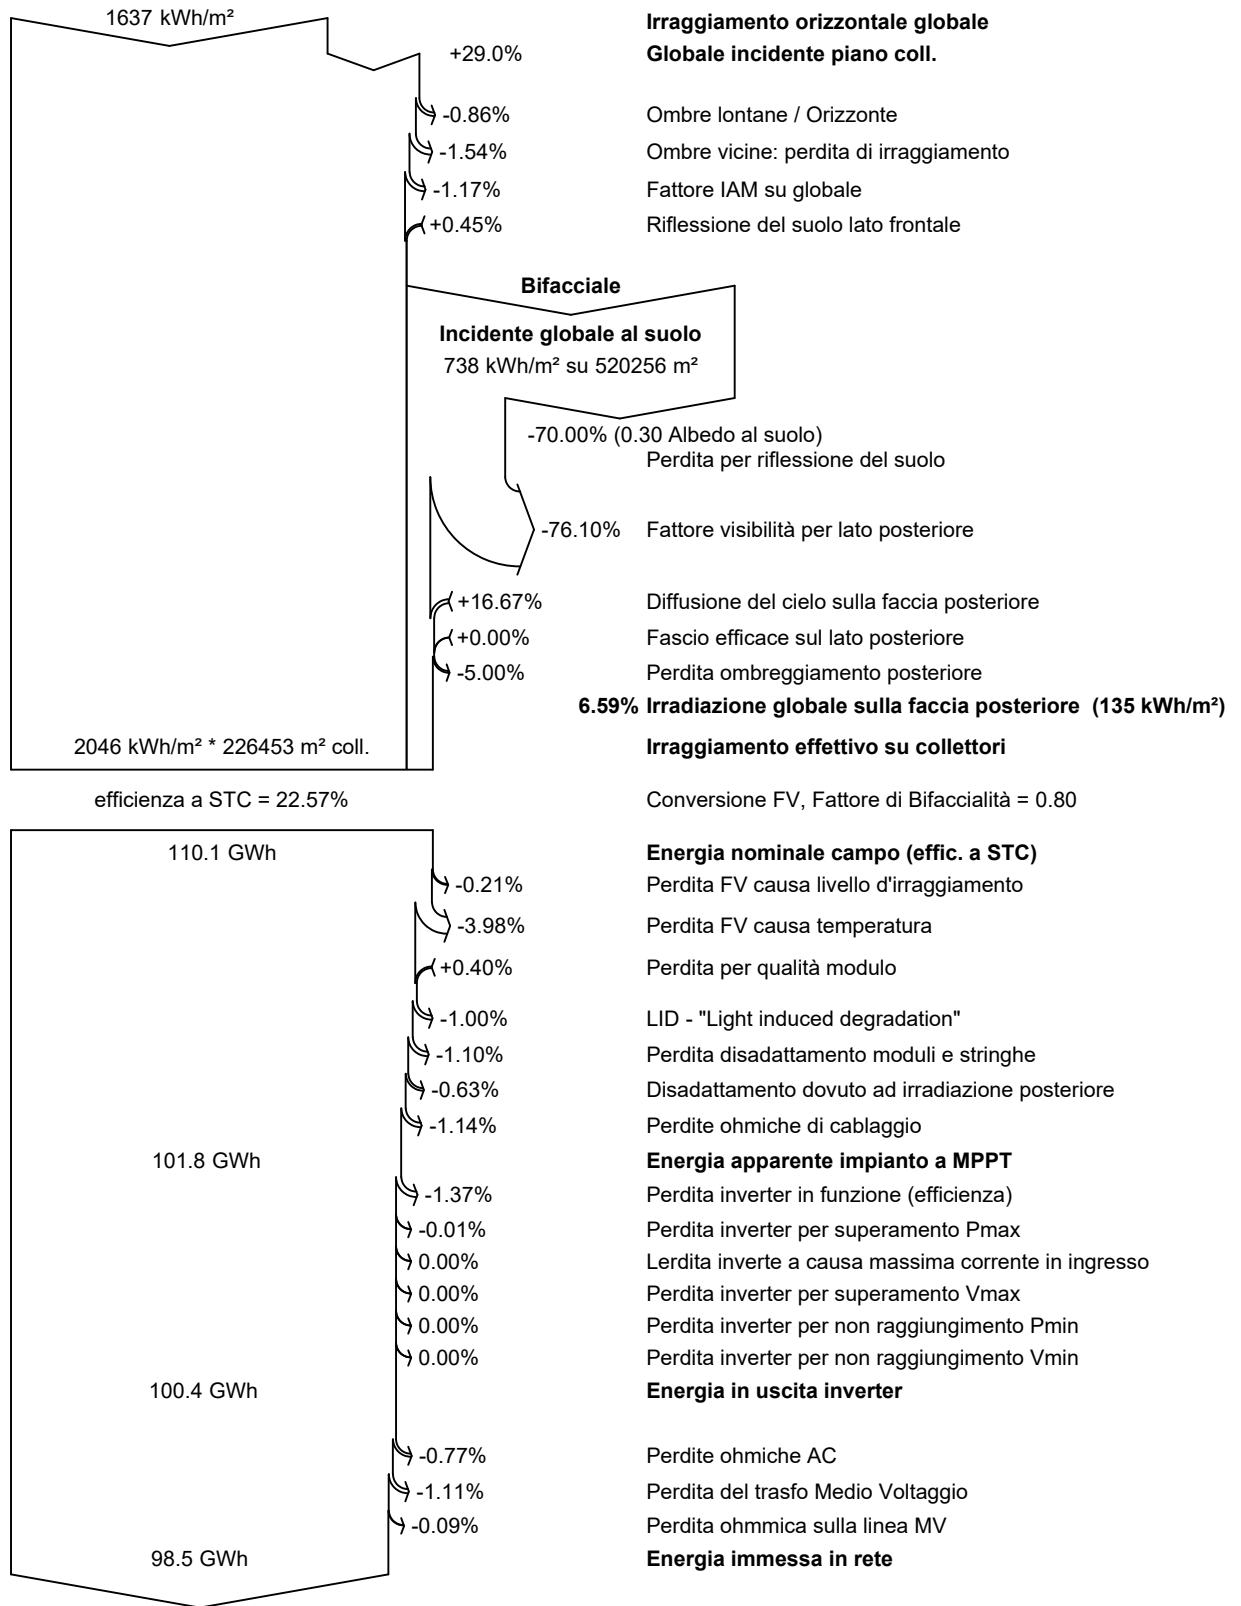 1637 kWh/m² Irraggiamento orizzontale globale
+29.0% Globale incidente piano coll.
-0.86% Ombre lontane / Orizzonte
-1.54% Ombre vicine: perdita di irraggiamento
-1.17% Fattore IAM su globale
+0.45% Riflessione del suolo lato frontale
Bifacciale
Incidente globale al suolo
738 kWh/m² su 520256 m²
-70.00% (0.30 Albedo al suolo)
Perdita per riflessione del suolo
-76.10% Fattore visibilità per lato posteriore
+16.67% Diffusione del cielo sulla faccia posteriore
+0.00% Fascio efficace sul lato posteriore
-5.00% Perdita ombreggiamento posteriore
6.59% Irradiazione globale sulla faccia posteriore (135 kWh/m²)
2046 kWh/m² * 226453 m² coll. Irraggiamento effettivo su collettori
efficienza a STC = 22.57% Conversione FV, Fattore di Bifaccialità = 0.80
110.1 GWh Energia nominale campo (effic. a STC)
-0.21% Perdita FV causa livello d'irraggiamento
-3.98% Perdita FV causa temperatura
+0.40% Perdita per qualità modulo
-1.00% LID - "Light induced degradation"
-1.10% Perdita disadattamento moduli e stringhe
-0.63% Disadattamento dovuto ad irradiazione posteriore
-1.14% Perdite ohmiche di cablaggio
101.8 GWh Energia apparente impianto a MPPT
-1.37% Perdita inverter in funzione (efficienza)
-0.01% Perdita inverter per superamento Pmax
0.00% Lerdita inverte a causa massima corrente in ingresso
0.00% Perdita inverter per superamento Vmax
0.00% Perdita inverter per non raggiungimento Pmin
0.00% Perdita inverter per non raggiungimento Vmin
100.4 GWh Energia in uscita inverter
-0.77% Perdite ohmiche AC
-1.11% Perdita del trasfo Medio Voltaggio
-0.09% Perdita ohmmica sulla linea MV
98.5 GWh Energia immessa in rete